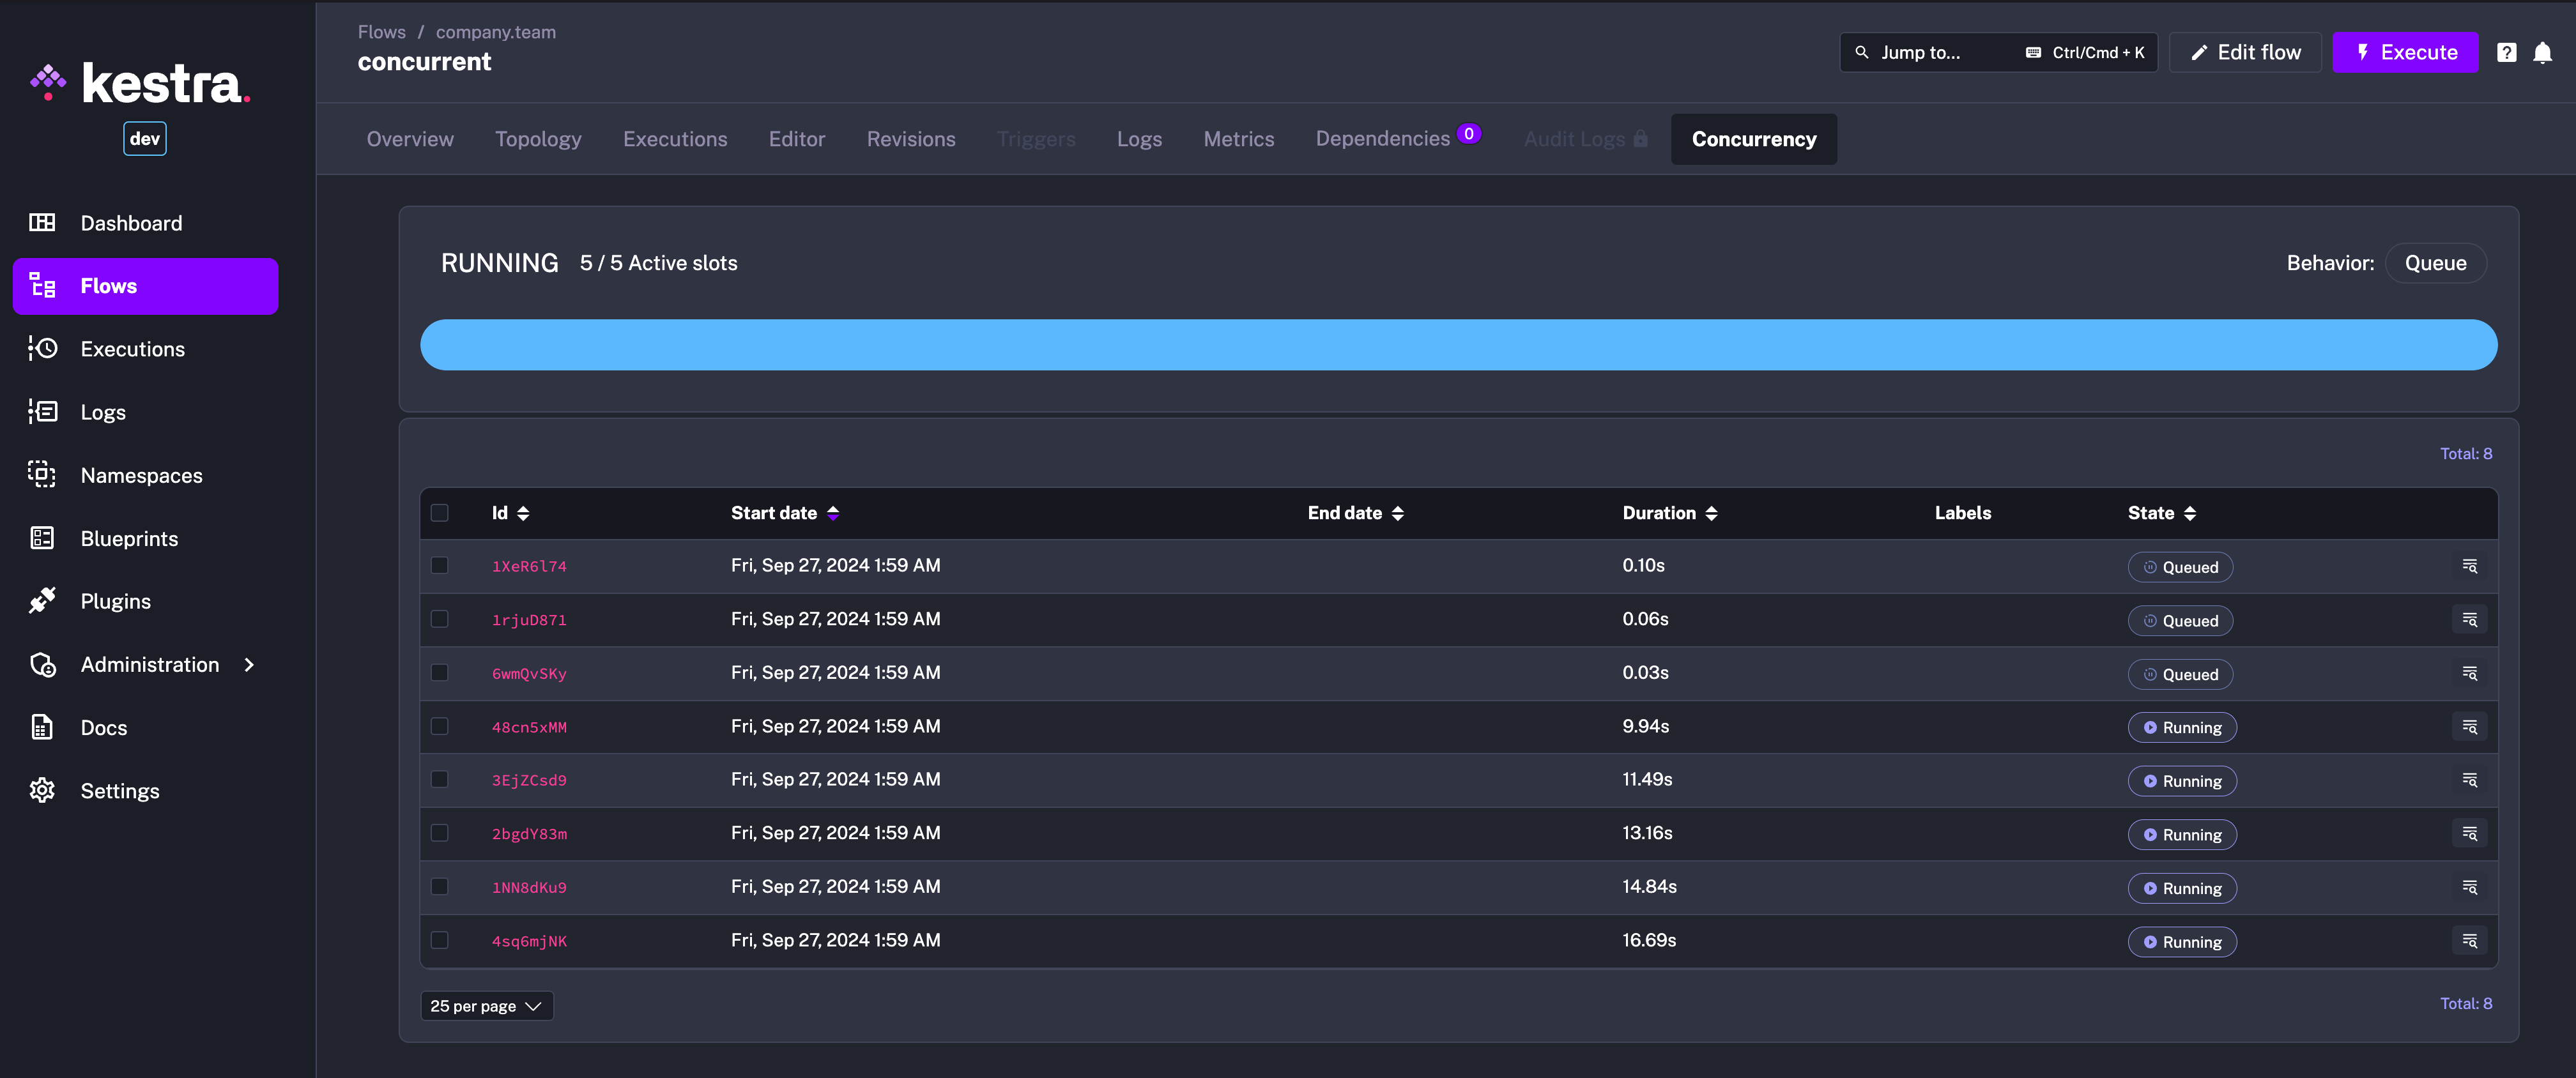 kestra.
dev
Dashboard
Flows
Executions
Logs
Namespaces
Blueprints
Plugins
Administration
Docs
Settings
Flows / company.team
concurrent
Jump to... Ctrl/Cmd + K
Edit flow
Execute
Overview Topology Executions Editor Revisions Triggers Logs Metrics Dependencies 0 Audit Logs Concurrency
RUNNING 5 / 5 Active slots
Behavior: Queue
Total: 8
Id Start date End date Duration Labels State
1XeR6l74 Fri, Sep 27, 2024 1:59 AM 0.10s Queued
1rjuD871 Fri, Sep 27, 2024 1:59 AM 0.06s Queued
6wmQvSKy Fri, Sep 27, 2024 1:59 AM 0.03s Queued
48cn5xMM Fri, Sep 27, 2024 1:59 AM 9.94s Running
3EjZCsd9 Fri, Sep 27, 2024 1:59 AM 11.49s Running
2bgdY83m Fri, Sep 27, 2024 1:59 AM 13.16s Running
1NN8dKu9 Fri, Sep 27, 2024 1:59 AM 14.84s Running
4sq6mjNK Fri, Sep 27, 2024 1:59 AM 16.69s Running
25 per page
Total: 8